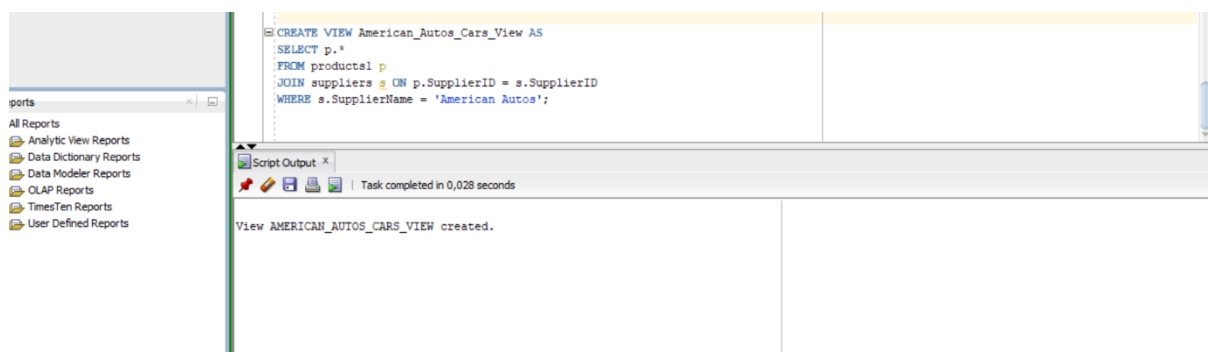 CREATE VIEW American_Autos_Cars_View AS
SELECT p.*
FROM products1 p
JOIN suppliers s ON p.SupplierID = s.SupplierID
WHERE s.SupplierName = 'American Autos';
ports
All Reports
Analytic View Reports
Data Dictionary Reports
Data Modeler Reports
OLAP Reports
TimesTen Reports
User Defined Reports
Script Output x
Task completed in 0,028 seconds
View AMERICAN_AUTOS_CARS_VIEW created.